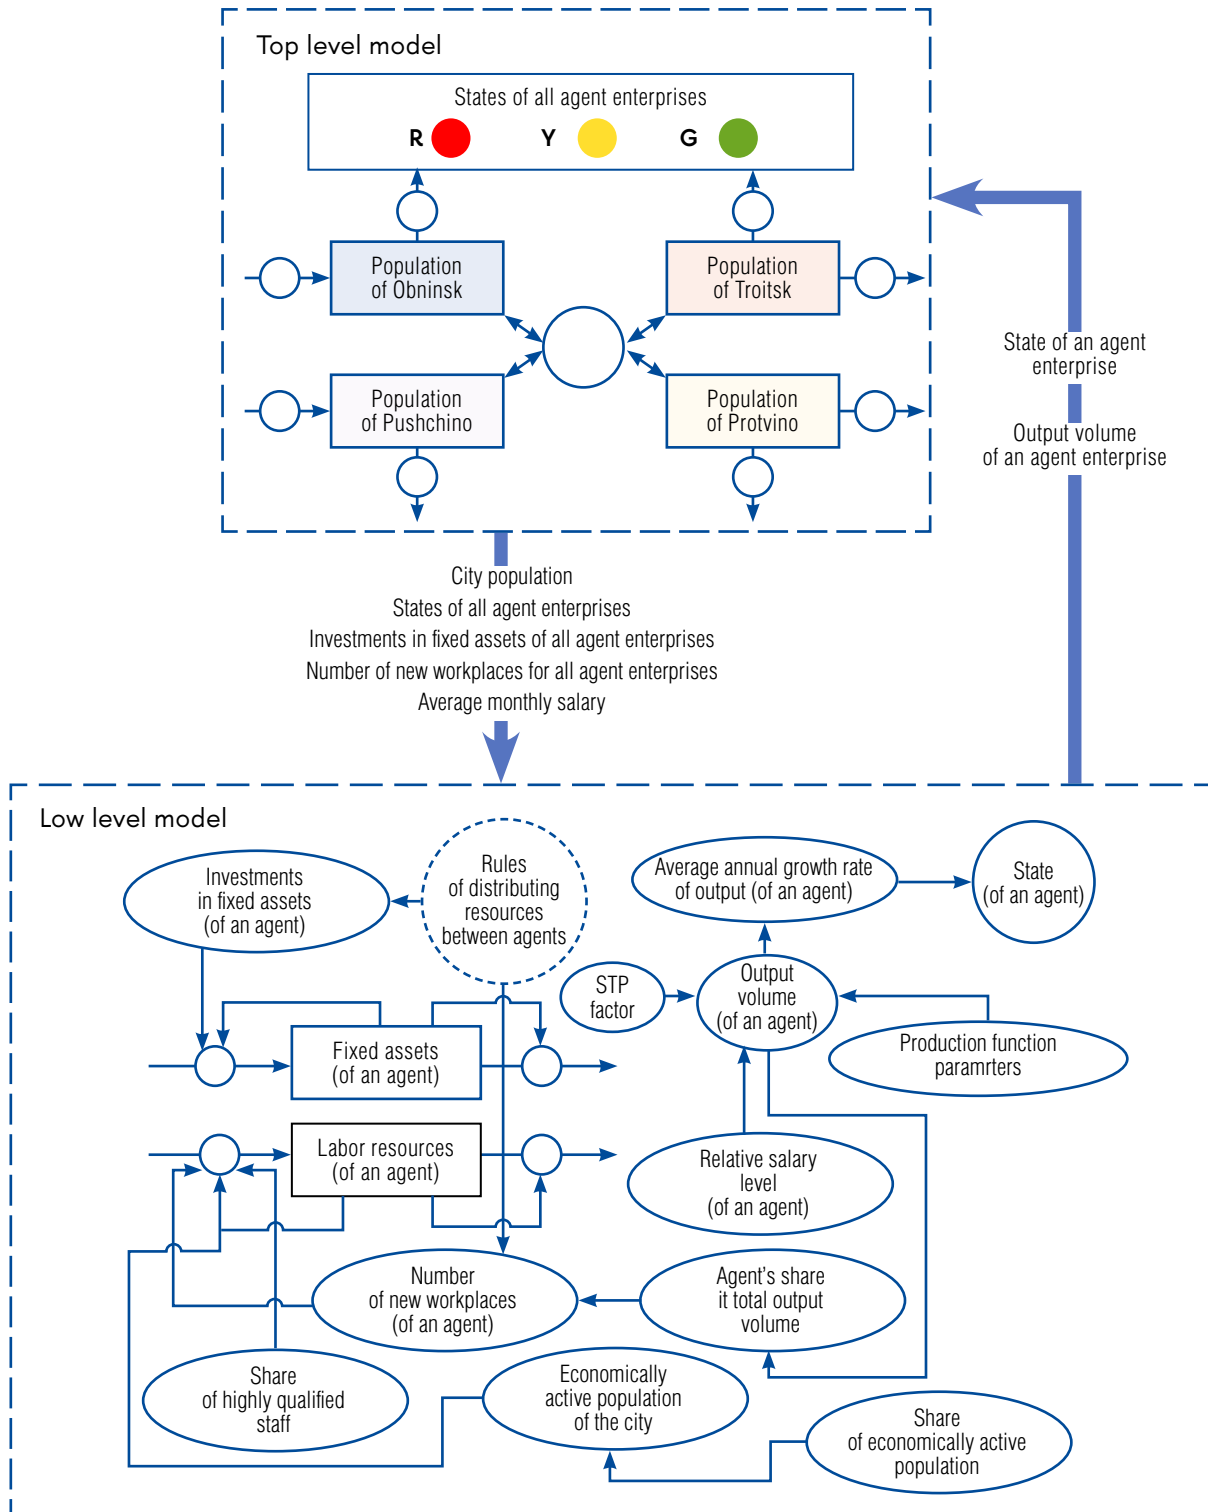 Top level model
States of all agent enterprises
R Y G
Population
of Obninsk
Population
of Troitsk
Population
of Pushchino
Population
of Protvino
State of an agent
enterprise
Output volume
of an agent enterprise
City population
States of all agent enterprises
Investments in fixed assets of all agent enterprises
Number of new workplaces for all agent enterprises
Average monthly salary
Low level model
Investments
in fixed assets
(of an agent)
Rules
of distributing
resources
between agents
Average annual growth rate
of output (of an agent)
State
(of an agent)
STP
factor
Output
volume
(of an agent)
Production function
paramrters
Fixed assets
(of an agent)
Labor resources
(of an agent)
Relative salary
level
(of an agent)
Number
of new workplaces
(of an agent)
Agent's share
it total output
volume
Share
of highly qualified
staff
Economically
active population
of the city
Share
of economically active
population